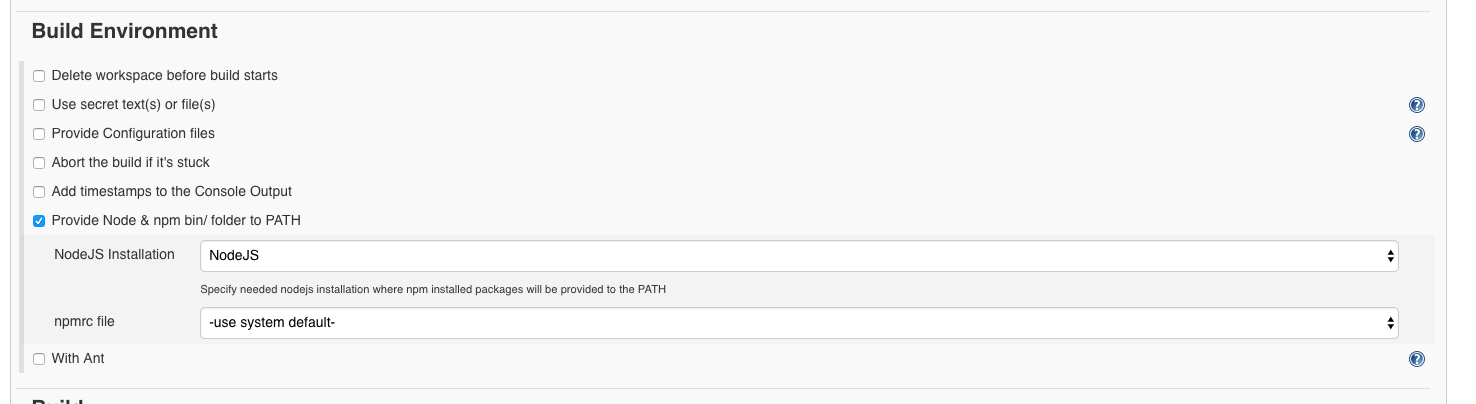 Build Environment
Delete workspace before build starts
Use secret text(s) or file(s)
Provide Configuration files
Abort the build if it's stuck
Add timestamps to the Console Output
Provide Node & npm bin/ folder to PATH
NodeJS Installation NodeJS
Specify needed nodejs installation where npm installed packages will be provided to the PATH
npmrc file -use system default-
With Ant
Build